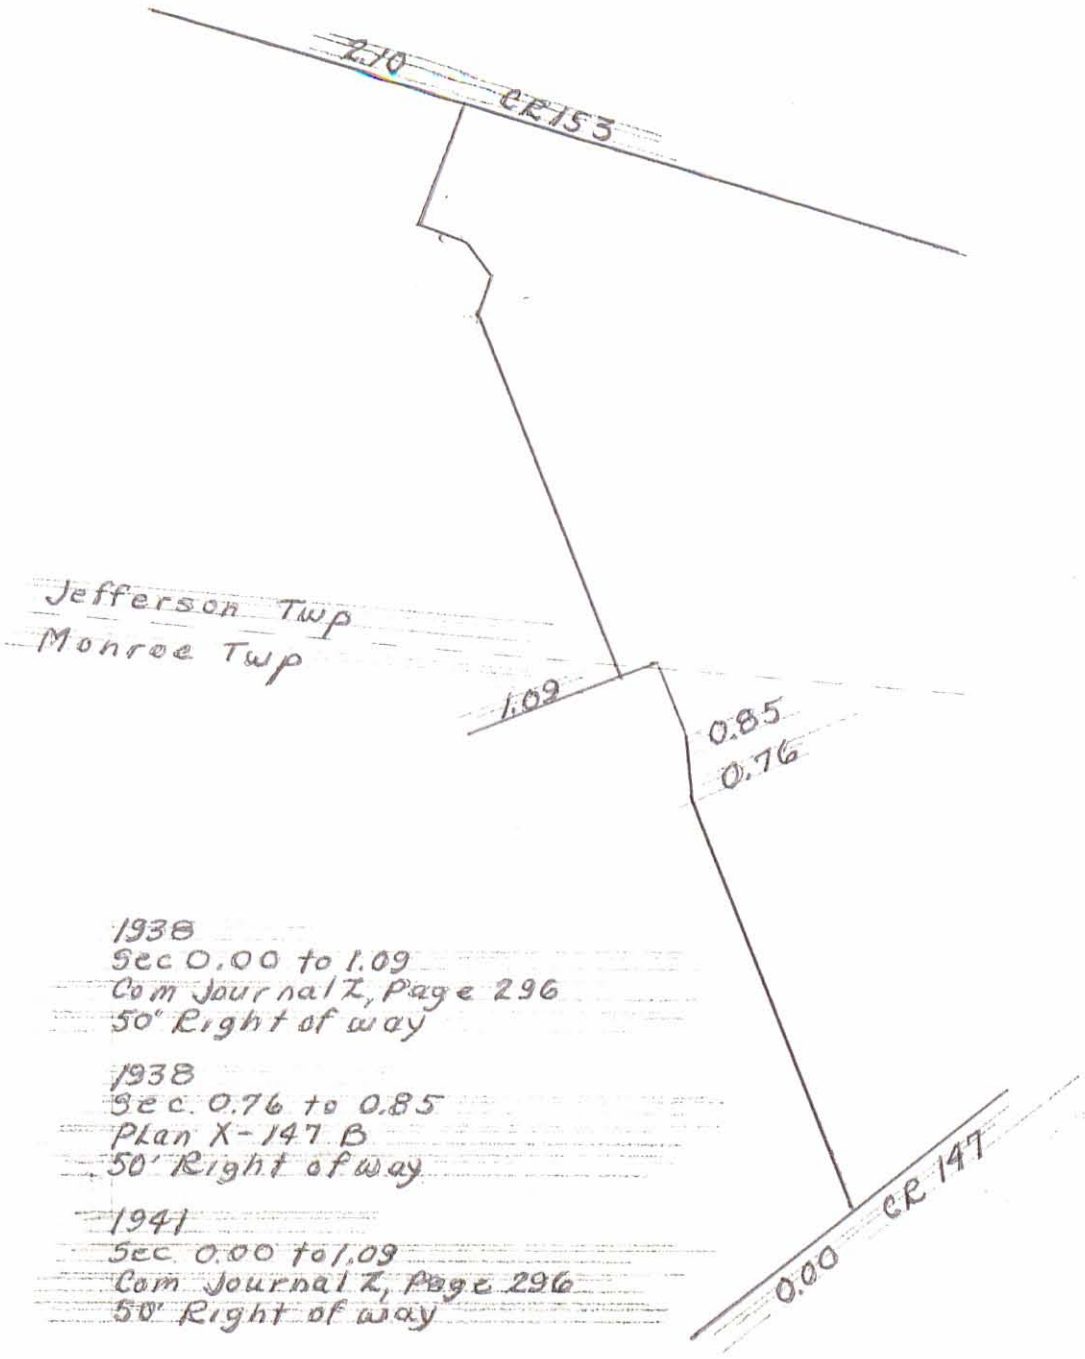 2.10
CR 153
Jefferson Twp
Monroe Twp
1.09
0.85
0.76
1938
Sec 0.00 to 1.09
Com Journal Z, Page 296
50' Right of way
1938
Sec. 0.76 to 0.85
Plan X-147 B
50' Right of way
1941
Sec. 0.00 to 1.09
Com Journal Z, Page 296
50' Right of way
CR 147
0.00